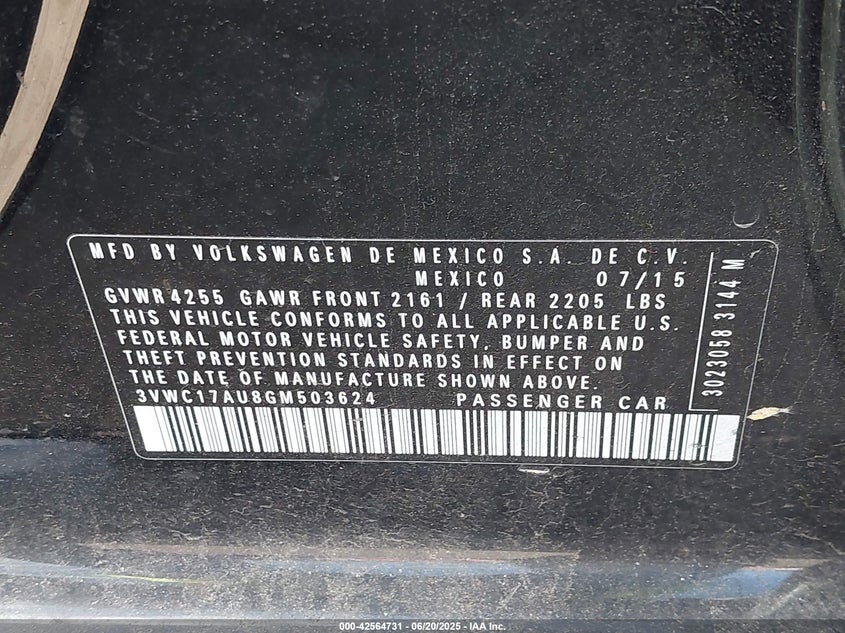 MFD BY VOLKSWAGEN DE MEXICO S.A. DE C.V.
MEXICO 07/15
GVWR 4255 GAWR FRONT 2161 / REAR 2205 LBS
THIS VEHICLE CONFORMS TO ALL APPLICABLE U.S.
FEDERAL MOTOR VEHICLE SAFETY, BUMPER AND
THEFT PREVENTION STANDARDS IN EFFECT ON
THE DATE OF MANUFACTURE SHOWN ABOVE.
3VWC17AU8GM503624 PASSENGER CAR
3023058 3144 M
000-42564731 - 06/20/2025 - IAA Inc.